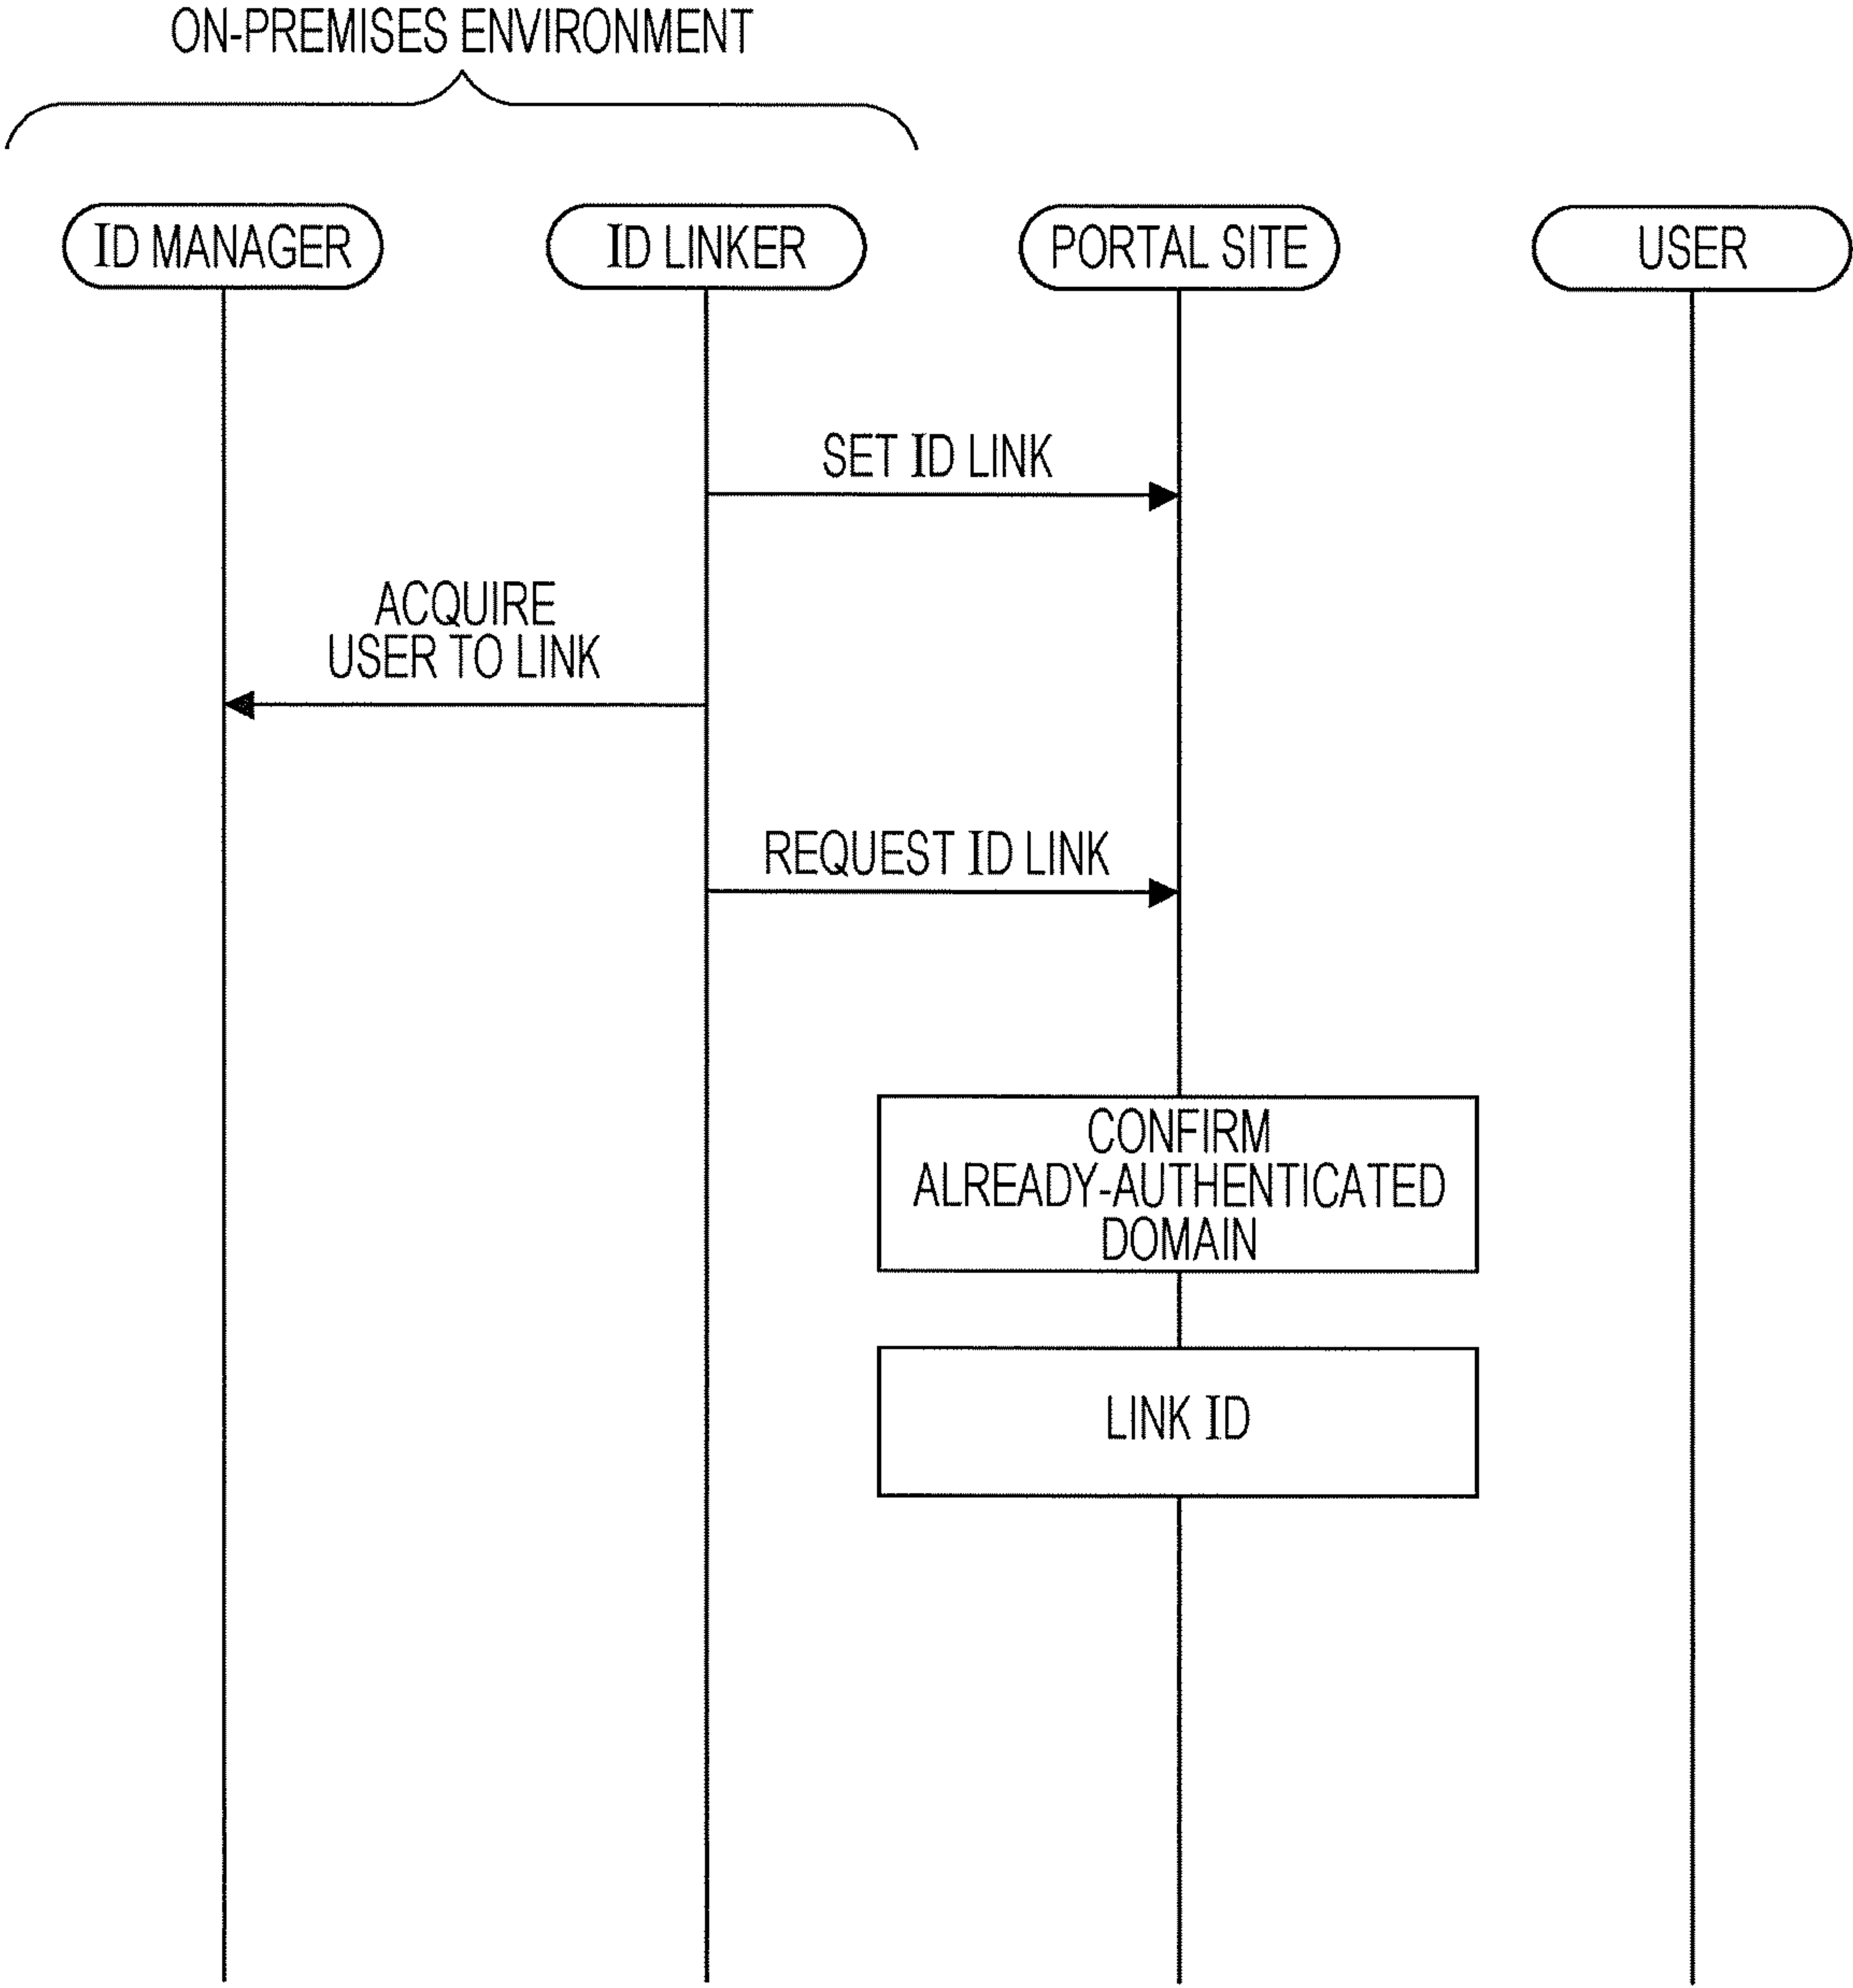 ON-PREMISES ENVIRONMENT
ID MANAGER
ID LINKER
PORTAL SITE
USER
SET ID LINK
ACQUIRE
USER TO LINK
REQUEST ID LINK
CONFIRM
ALREADY-AUTHENTICATED
DOMAIN
LINK ID